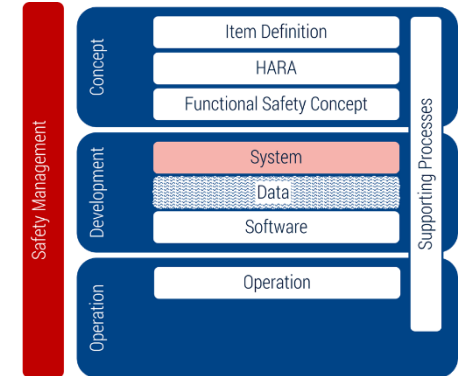 Safety Management
Concept
Item Definition
HARA
Functional Safety Concept
Development
System
Data
Software
Operation
Operation
Supporting Processes